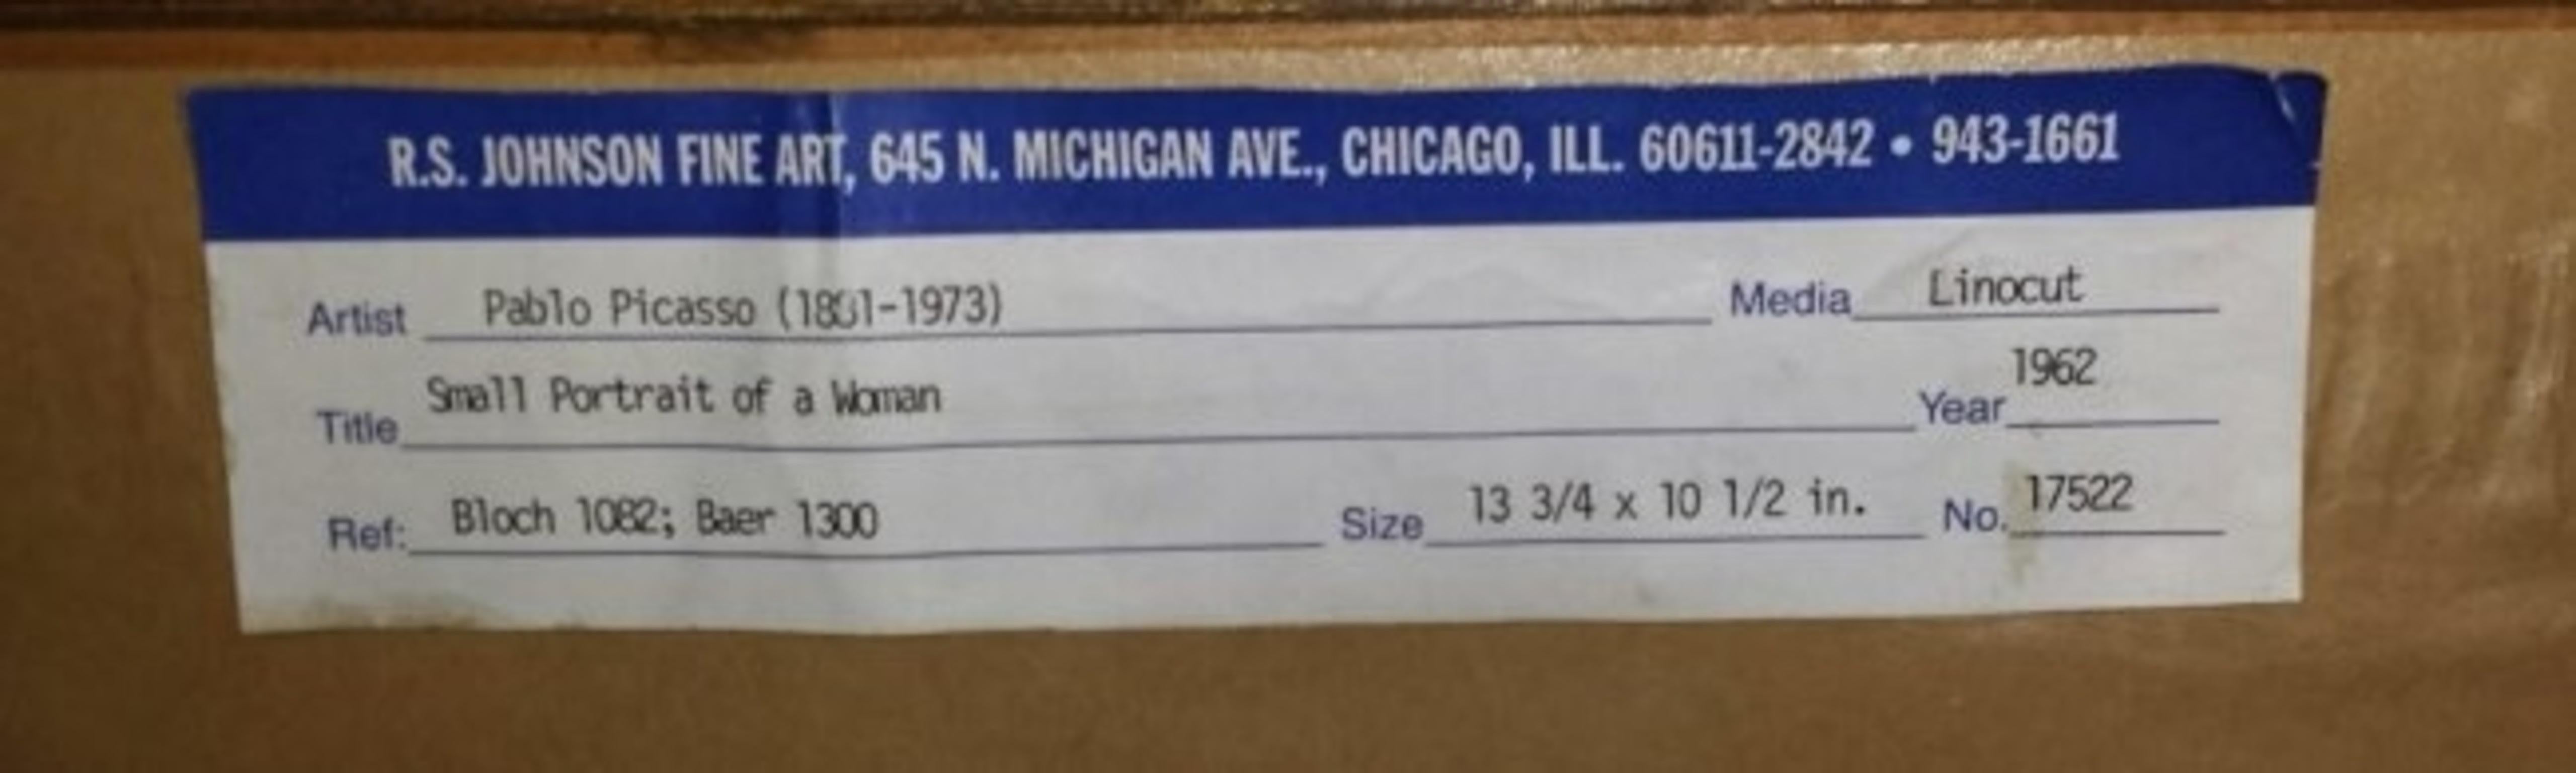 R.S. JOHNSON FINE ART, 645 N. MICHIGAN AVE., CHICAGO, ILL. 60611-2842 • 943-1661
Artist Pablo Picasso (1881-1973) Media Linocut
Title Small Portrait of a Woman Year 1962
Ref: Bloch 1082; Baer 1300 Size 13 3/4 x 10 1/2 in. No. 17522